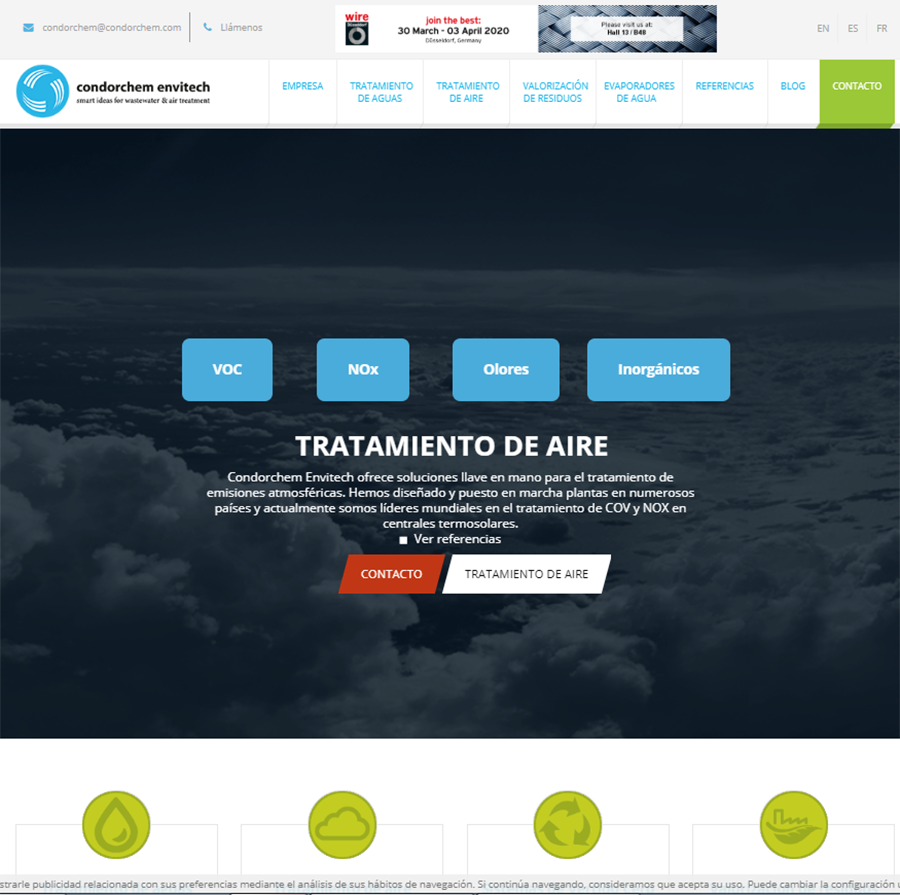 condorchem@condorchem.com
Llámenos
wire
Düsseldorf
join the best:
30 March - 03 April 2020
Düsseldorf, Germany
Please visit us at:
Hall 13 / B48
EN ES FR
condorchem envitech
smart ideas for wastewater & air treatment
EMPRESA
TRATAMIENTO
DE AGUAS
TRATAMIENTO
DE AIRE
VALORIZACIÓN
DE RESIDUOS
EVAPORADORES
DE AGUA
REFERENCIAS
BLOG
CONTACTO
VOC
NOx
Olores
Inorgánicos
TRATAMIENTO DE AIRE
Condorchem Envitech ofrece soluciones llave en mano para el tratamiento de
emisiones atmosféricas. Hemos diseñado y puesto en marcha plantas en numerosos
países y actualmente somos líderes mundiales en el tratamiento de COV y NOX en
centrales termosolares.
Ver referencias
CONTACTO
TRATAMIENTO DE AIRE
strarle publicidad relacionada con sus preferencias mediante el análisis de sus hábitos de navegación. Si continúa navegando, consideramos que acepta su uso. Puede cambiar la configuración